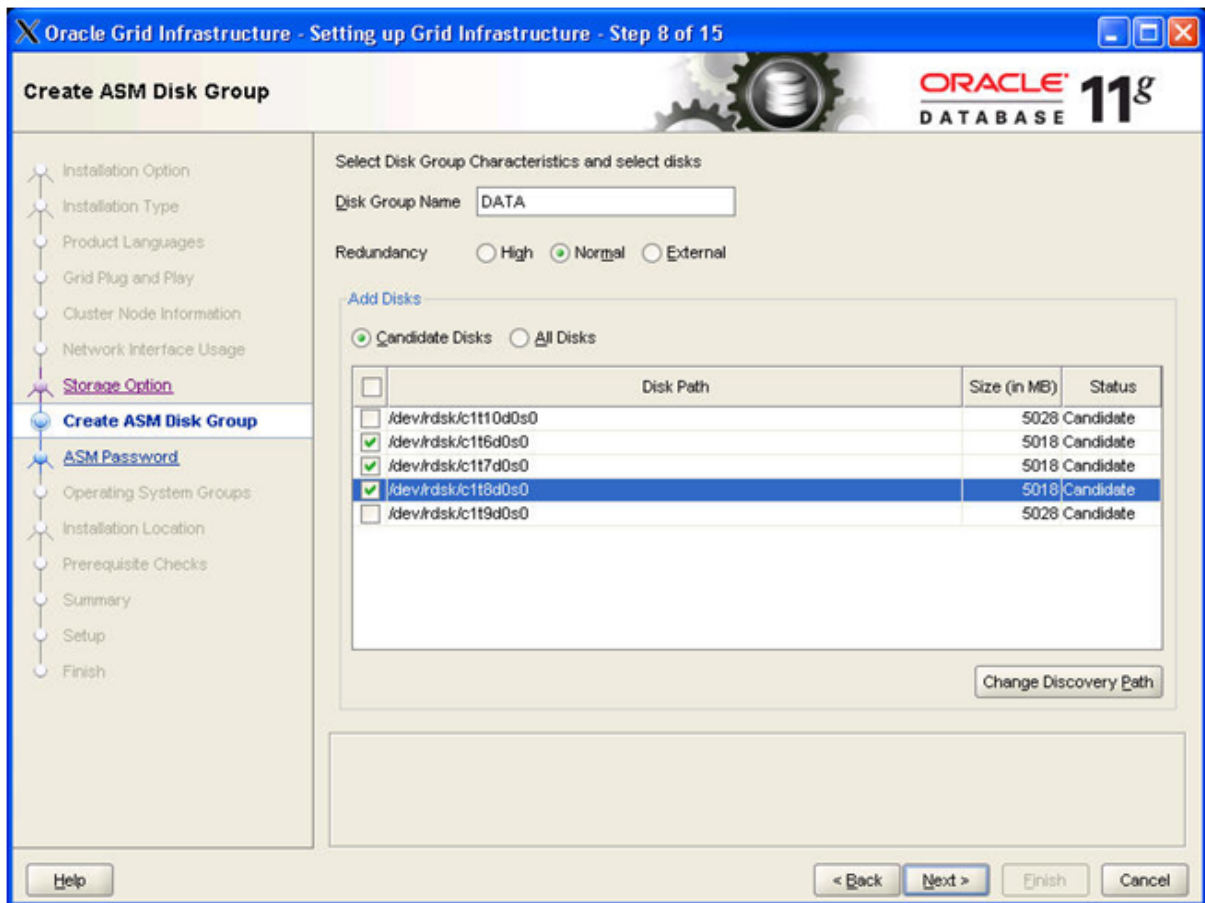 Oracle Grid Infrastructure - Setting up Grid Infrastructure - Step 8 of 15
Create ASM Disk Group
ORACLE
DATABASE
11g
Installation Option
Installation Type
Product Languages
Grid Plug and Play
Cluster Node Information
Network Interface Usage
Storage Option
Create ASM Disk Group
ASM Password
Operating System Groups
Installation Location
Prerequisite Checks
Summary
Setup
Finish
Select Disk Group Characteristics and select disks
Disk Group Name DATA
Redundancy High Normal External
Add Disks
Candidate Disks All Disks
Disk Path Size (in MB) Status
/dev/rdsk/c1t10d0s0 5028 Candidate
/dev/rdsk/c1t6d0s0 5018 Candidate
/dev/rdsk/c1t7d0s0 5018 Candidate
/dev/rdsk/c1t8d0s0 5018 Candidate
/dev/rdsk/c1t9d0s0 5028 Candidate
Change Discovery Path
Help < Back Next > Finish Cancel